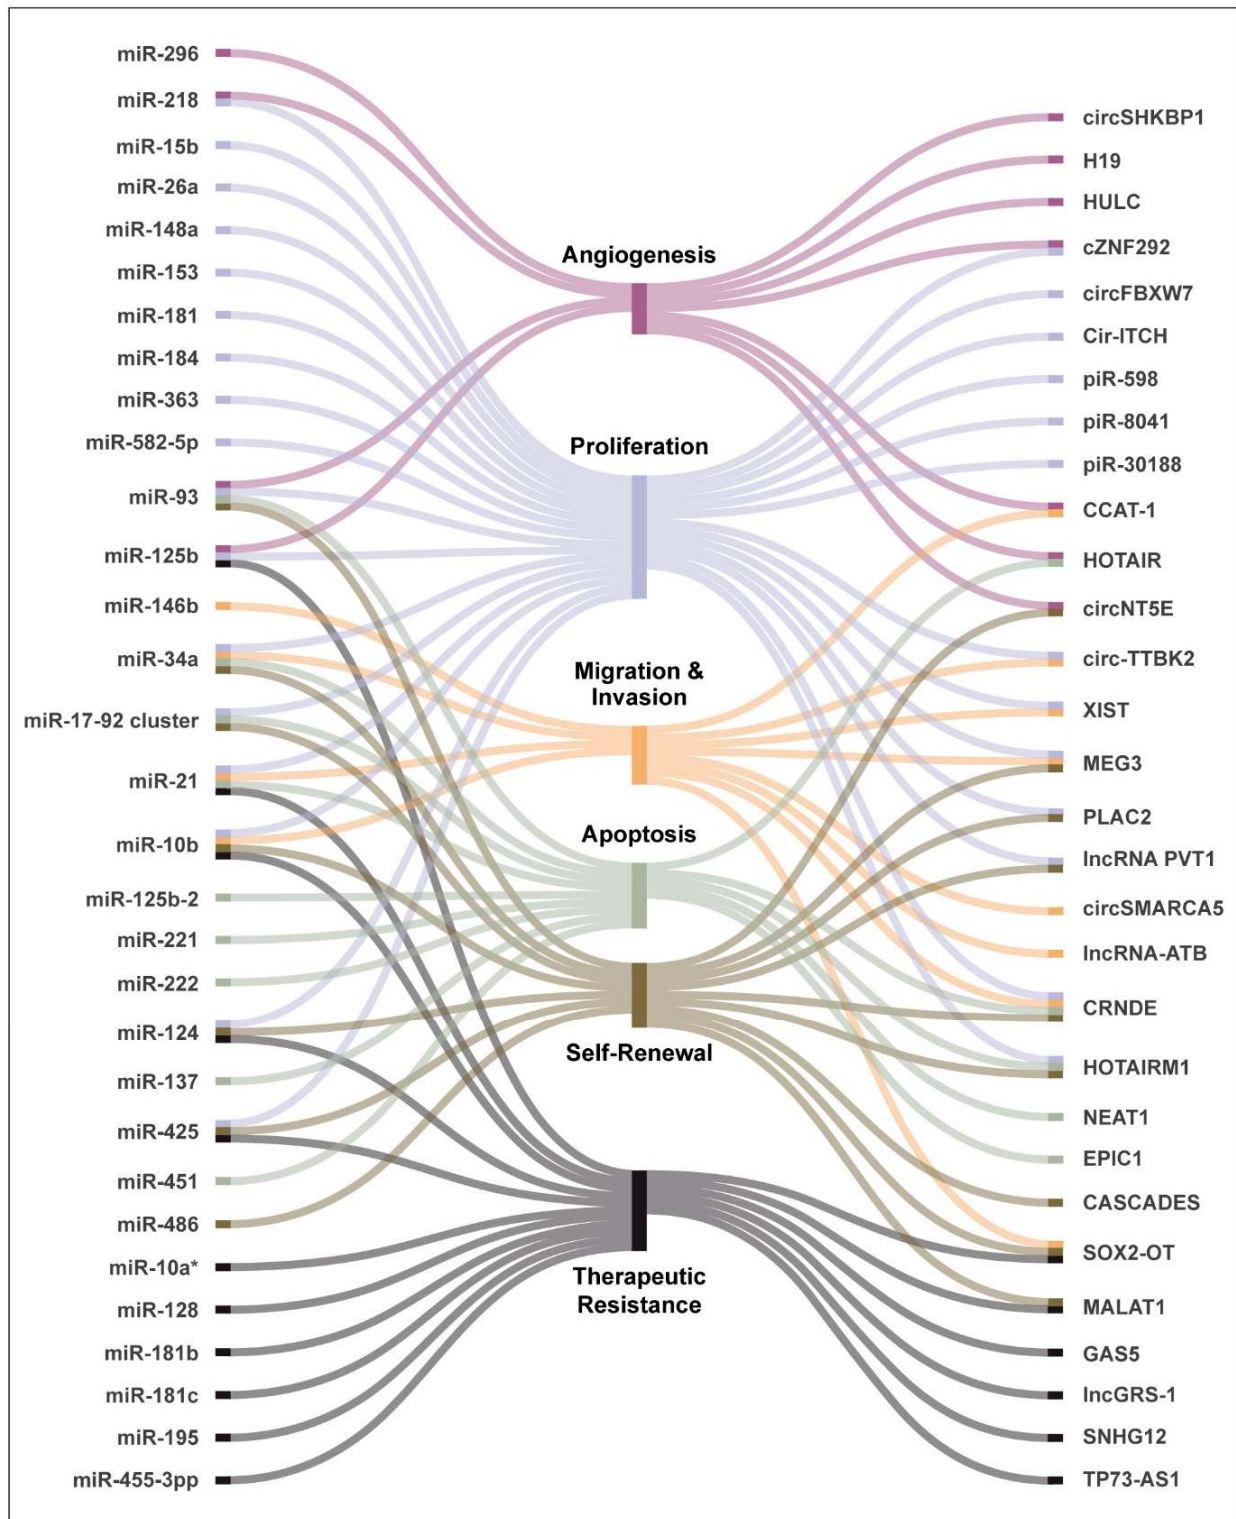 miR-296
miR-218
miR-15b
miR-26a
miR-148a
miR-153
miR-181
miR-184
miR-363
miR-582-5p
miR-93
miR-125b
miR-146b
miR-34a
miR-17-92 cluster
miR-21
miR-10b
miR-125b-2
miR-221
miR-222
miR-124
miR-137
miR-425
miR-451
miR-486
miR-10a*
miR-128
miR-181b
miR-181c
miR-195
miR-455-3pp
Angiogenesis
Proliferation
Migration &
Invasion
Apoptosis
Self-Renewal
Therapeutic
Resistance
circSHKBP1
H19
HULC
cZNF292
circFBXW7
Cir-ITCH
piR-598
piR-8041
piR-30188
CCAT-1
HOTAIR
circNT5E
circ-TTBK2
XIST
MEG3
PLAC2
lncRNA PVT1
circSMARCA5
lncRNA-ATB
CRNDE
HOTAIRM1
NEAT1
EPIC1
CASCADES
SOX2-OT
MALAT1
GAS5
lncGRS-1
SNHG12
TP73-AS1